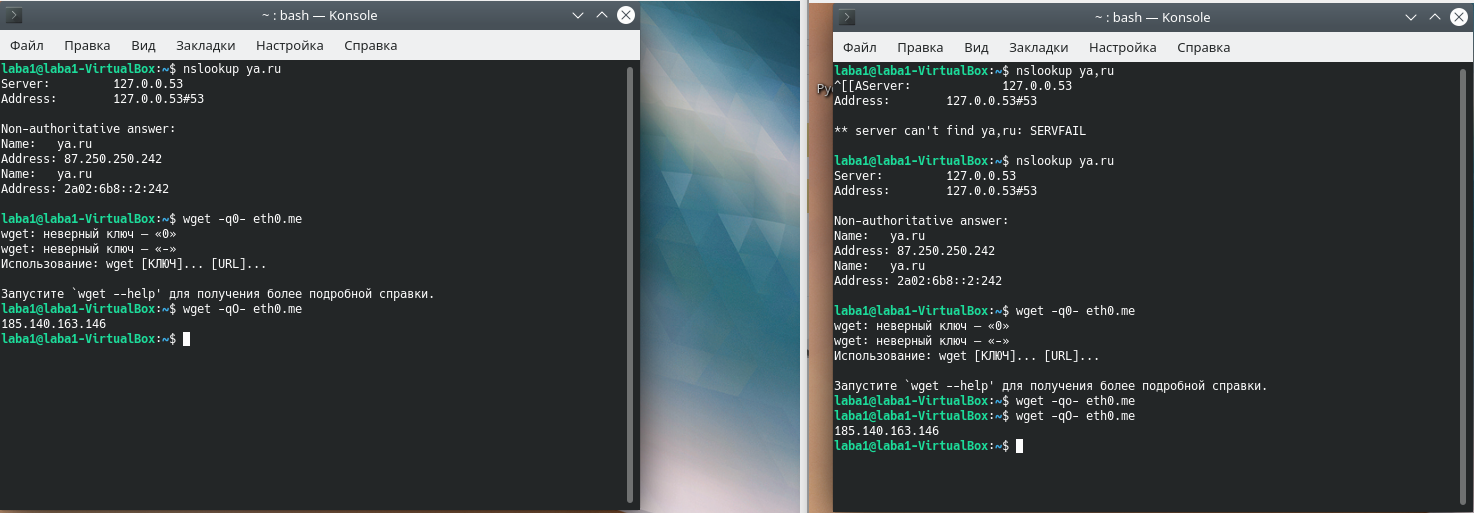 ~ : bash — Konsole
Файл Правка Вид Закладки Настройка Справка
laba1@laba1-VirtualBox:~$ nslookup ya.ru
Server: 127.0.0.53
Address: 127.0.0.53#53
Non-authoritative answer:
Name: ya.ru
Address: 87.250.250.242
Name: ya.ru
Address: 2a02:6b8::2:242
laba1@laba1-VirtualBox:~$ wget -q0- eth0.me
wget: неверный ключ — «0»
wget: неверный ключ — «-»
Использование: wget [КЛЮЧ]... [URL]...
Запустите `wget --help' для получения более подробной справки.
laba1@laba1-VirtualBox:~$ wget -qO- eth0.me
185.140.163.146
laba1@laba1-VirtualBox:~$
~ : bash — Konsole
Файл Правка Вид Закладки Настройка Справка
laba1@laba1-VirtualBox:~$ nslookup ya,ru
^[[AServer: 127.0.0.53
Address: 127.0.0.53#53
** server can't find ya,ru: SERVFAIL
laba1@laba1-VirtualBox:~$ nslookup ya.ru
Server: 127.0.0.53
Address: 127.0.0.53#53
Non-authoritative answer:
Name: ya.ru
Address: 87.250.250.242
Name: ya.ru
Address: 2a02:6b8::2:242
laba1@laba1-VirtualBox:~$ wget -q0- eth0.me
wget: неверный ключ — «0»
wget: неверный ключ — «-»
Использование: wget [КЛЮЧ]... [URL]...
Запустите `wget --help' для получения более подробной справки.
laba1@laba1-VirtualBox:~$ wget -qo- eth0.me
laba1@laba1-VirtualBox:~$ wget -qO- eth0.me
185.140.163.146
laba1@laba1-VirtualBox:~$